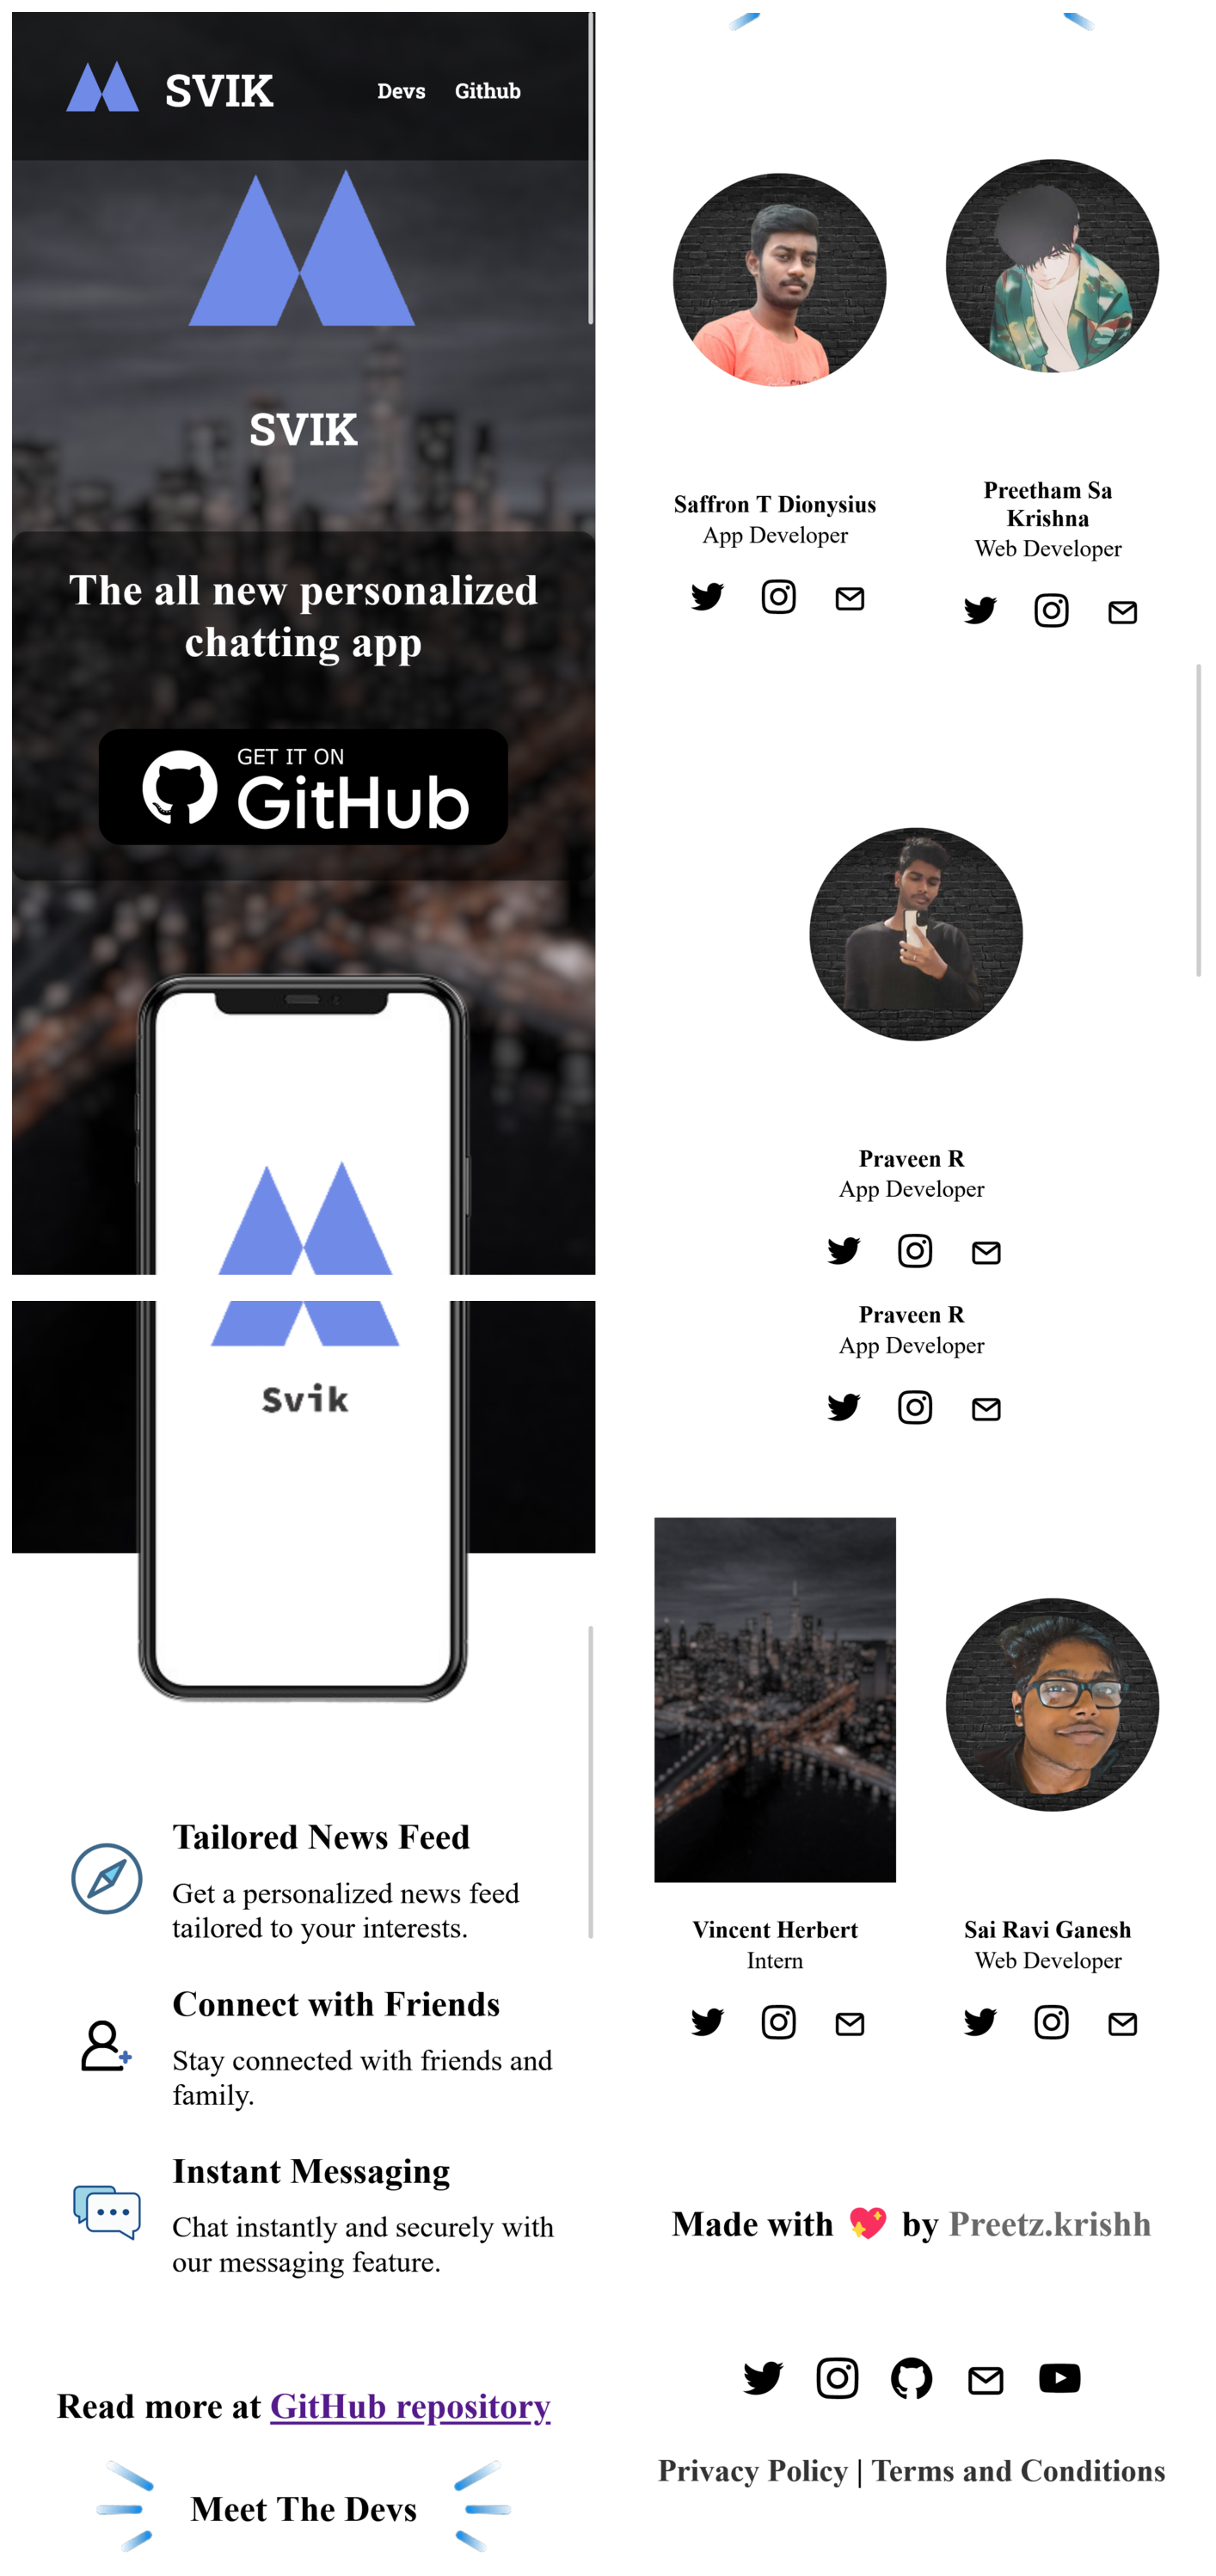 SVIK
Devs Github
SVIK
The all new personalized
chatting app
GET IT ON
GitHub
Svik
Tailored News Feed
Get a personalized news feed
tailored to your interests.
Connect with Friends
Stay connected with friends and
family.
Instant Messaging
Chat instantly and securely with
our messaging feature.
Read more at GitHub repository
Meet The Devs
Saffron T Dionysius
App Developer
Preetham Sa
Krishna
Web Developer
Praveen R
App Developer
Praveen R
App Developer
Vincent Herbert
Intern
Sai Ravi Ganesh
Web Developer
Made with 💖 by Preetz.krishh
Privacy Policy | Terms and Conditions